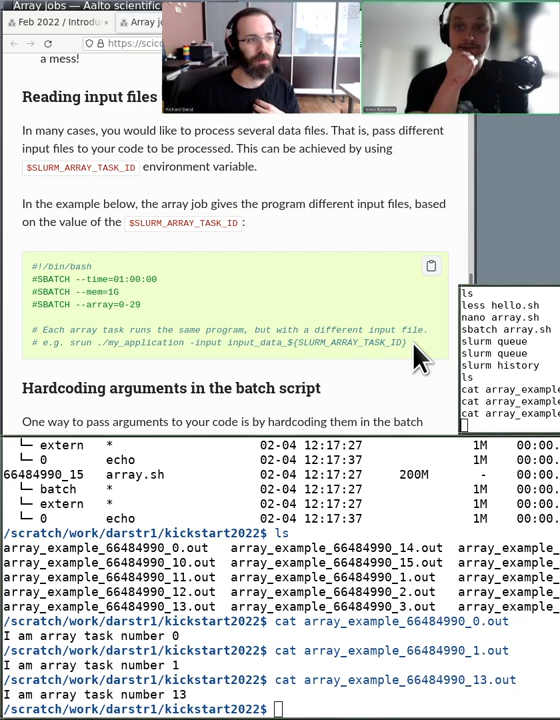 Array jobs — Aalto scientific
Feb 2022 / Introdu
Array jo
https://scico
a mess!
Reading input files
In many cases, you would like to process several data files. That is, pass different
input files to your code to be processed. This can be achieved by using
$SLURM_ARRAY_TASK_ID environment variable.
In the example below, the array job gives the program different input files, based
on the value of the $SLURM_ARRAY_TASK_ID:
#!/bin/bash
#SBATCH --time=01:00:00
#SBATCH --mem=1G
#SBATCH --array=0-29
# Each array task runs the same program, but with a different input file.
# e.g. srun ./my_application -input input_data_${SLURM_ARRAY_TASK_ID}
Hardcoding arguments in the batch script
One way to pass arguments to your code is by hardcoding them in the batch
ls
less hello.sh
nano array.sh
sbatch array.sh
slurm queue
slurm queue
slurm history
ls
cat array_example
cat array_example
cat array_example
└─ extern * 02-04 12:17:27 1M 00:00.
└─ 0 echo 02-04 12:17:37 1M 00:00.
66484990_15 array.sh 02-04 12:17:27 200M - 00:00.
└─ batch * 02-04 12:17:27 1M 00:00.
└─ extern * 02-04 12:17:27 1M 00:00.
└─ 0 echo 02-04 12:17:37 1M 00:00.
/scratch/work/darstr1/kickstart2022$ ls
array_example_66484990_0.out array_example_66484990_14.out array_example_
array_example_66484990_10.out array_example_66484990_15.out array_example_
array_example_66484990_11.out array_example_66484990_1.out array_example_
array_example_66484990_12.out array_example_66484990_2.out array_example_
array_example_66484990_13.out array_example_66484990_3.out array_example_
/scratch/work/darstr1/kickstart2022$ cat array_example_66484990_0.out
I am array task number 0
/scratch/work/darstr1/kickstart2022$ cat array_example_66484990_1.out
I am array task number 1
/scratch/work/darstr1/kickstart2022$ cat array_example_66484990_13.out
I am array task number 13
/scratch/work/darstr1/kickstart2022$